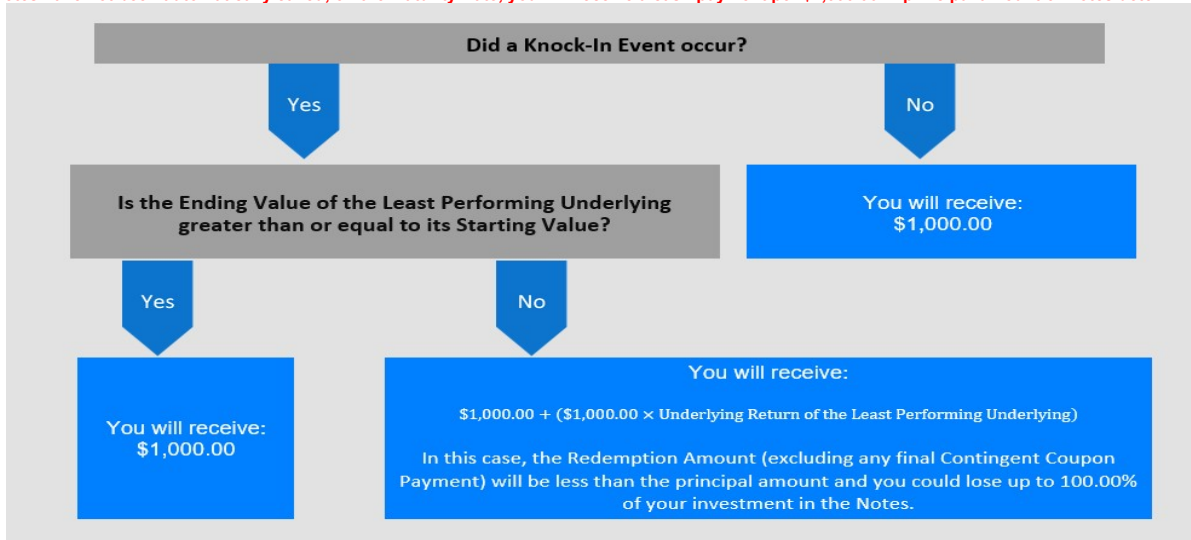 Did a Knock-In Event occur?
Yes
No
Is the Ending Value of the Least Performing Underlying
greater than or equal to its Starting Value?
You will receive:
$1,000.00
Yes
No
You will receive:
$1,000.00
You will receive:
$1,000.00 + ($1,000.00 × Underlying Return of the Least Performing Underlying)
In this case, the Redemption Amount (excluding any final Contingent Coupon
Payment) will be less than the principal amount and you could lose up to 100.00%
of your investment in the Notes.